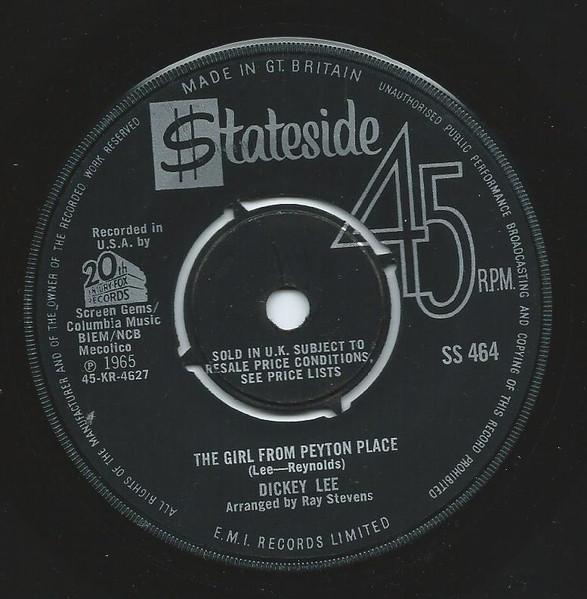 MADE IN GT. BRITAIN
UNAUTHORISED PUBLIC PERFORMANCE BROADCASTING AND COPYING OF THIS RECORD PROHIBITED
ALL RIGHTS OF THE MANUFACTURER AND OF THE OWNER OF THE RECORDED WORK RESERVED
$tateside
45
R.P.M.
Recorded in
U.S.A. by
20th
CENTURY-FOX
RECORDS
Screen Gems/
Columbia Music
BIEM/NCB
Mecolico
Ⓟ 1965
45-KR-4627
SOLD IN U.K. SUBJECT TO
RESALE PRICE CONDITIONS,
SEE PRICE LISTS
SS 464
THE GIRL FROM PEYTON PLACE
(Lee—Reynolds)
DICKEY LEE
Arranged by Ray Stevens
E.M.I. RECORDS LIMITED